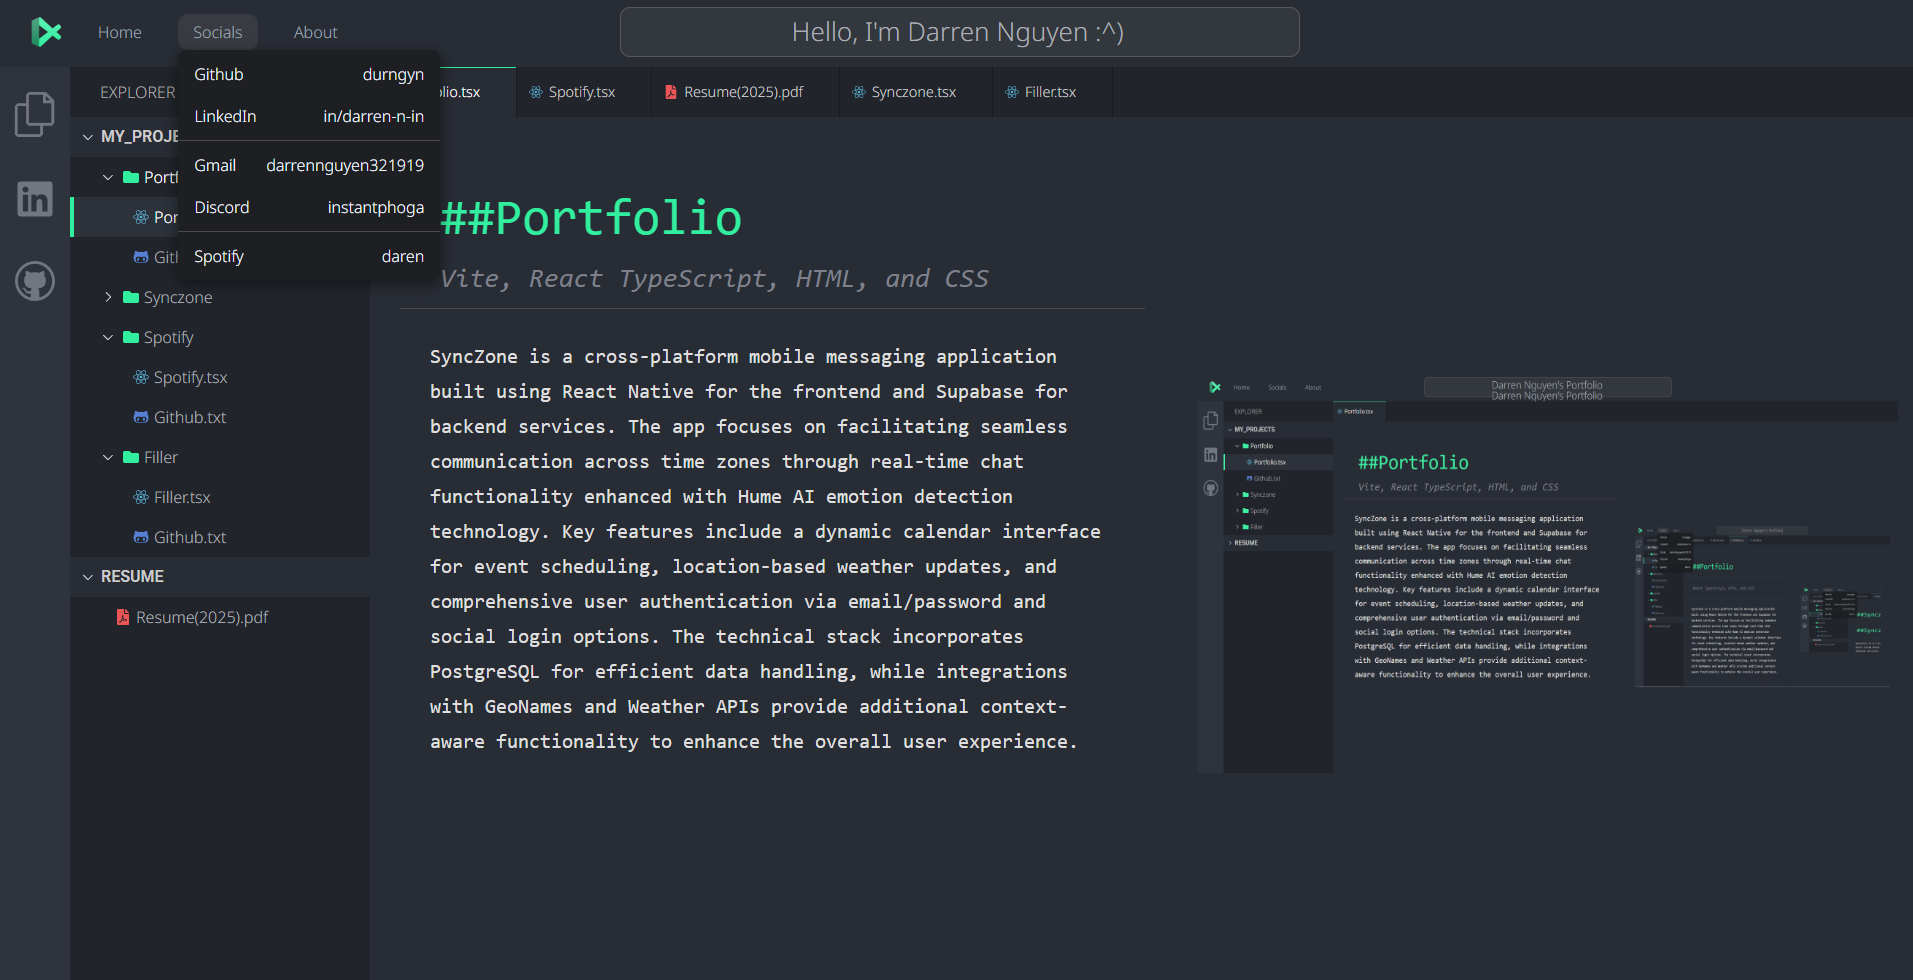 Home
Socials
About
Hello, I'm Darren Nguyen :^)
Github durngyn
LinkedIn in/darren-n-in
Gmail darrennguyen321919
Discord instantphoga
Spotify daren
EXPLORER
MY_PROJE
Portf
Por
Gith
Synczone
Spotify
Spotify.tsx
Github.txt
Filler
Filler.tsx
Github.txt
RESUME
Resume(2025).pdf
olio.tsx
Spotify.tsx
Resume(2025).pdf
Synczone.tsx
Filler.tsx
##Portfolio
Vite, React TypeScript, HTML, and CSS
SyncZone is a cross-platform mobile messaging application
built using React Native for the frontend and Supabase for
backend services. The app focuses on facilitating seamless
communication across time zones through real-time chat
functionality enhanced with Hume AI emotion detection
technology. Key features include a dynamic calendar interface
for event scheduling, location-based weather updates, and
comprehensive user authentication via email/password and
social login options. The technical stack incorporates
PostgreSQL for efficient data handling, while integrations
with GeoNames and Weather APIs provide additional context-
aware functionality to enhance the overall user experience.
Home
Socials
About
Darren Nguyen's Portfolio
Darren Nguyen's Portfolio
EXPLORER
MY_PROJECTS
Portfolio
Portfolio.tsx
Github.txt
Synczone
Spotify
Filler
RESUME
Portfolio.tsx
##Portfolio
Vite, React TypeScript, HTML, and CSS
SyncZone is a cross-platform mobile messaging application
built using React Native for the frontend and Supabase for
backend services. The app focuses on facilitating seamless
communication across time zones through real-time chat
functionality enhanced with Hume AI emotion detection
technology. Key features include a dynamic calendar interface
for event scheduling, location-based weather updates, and
comprehensive user authentication via email/password and
social login options. The technical stack incorporates
PostgreSQL for efficient data handling, while integrations
with GeoNames and Weather APIs provide additional context-
aware functionality to enhance the overall user experience.
##Portfolio
##Syncz
##Syncz